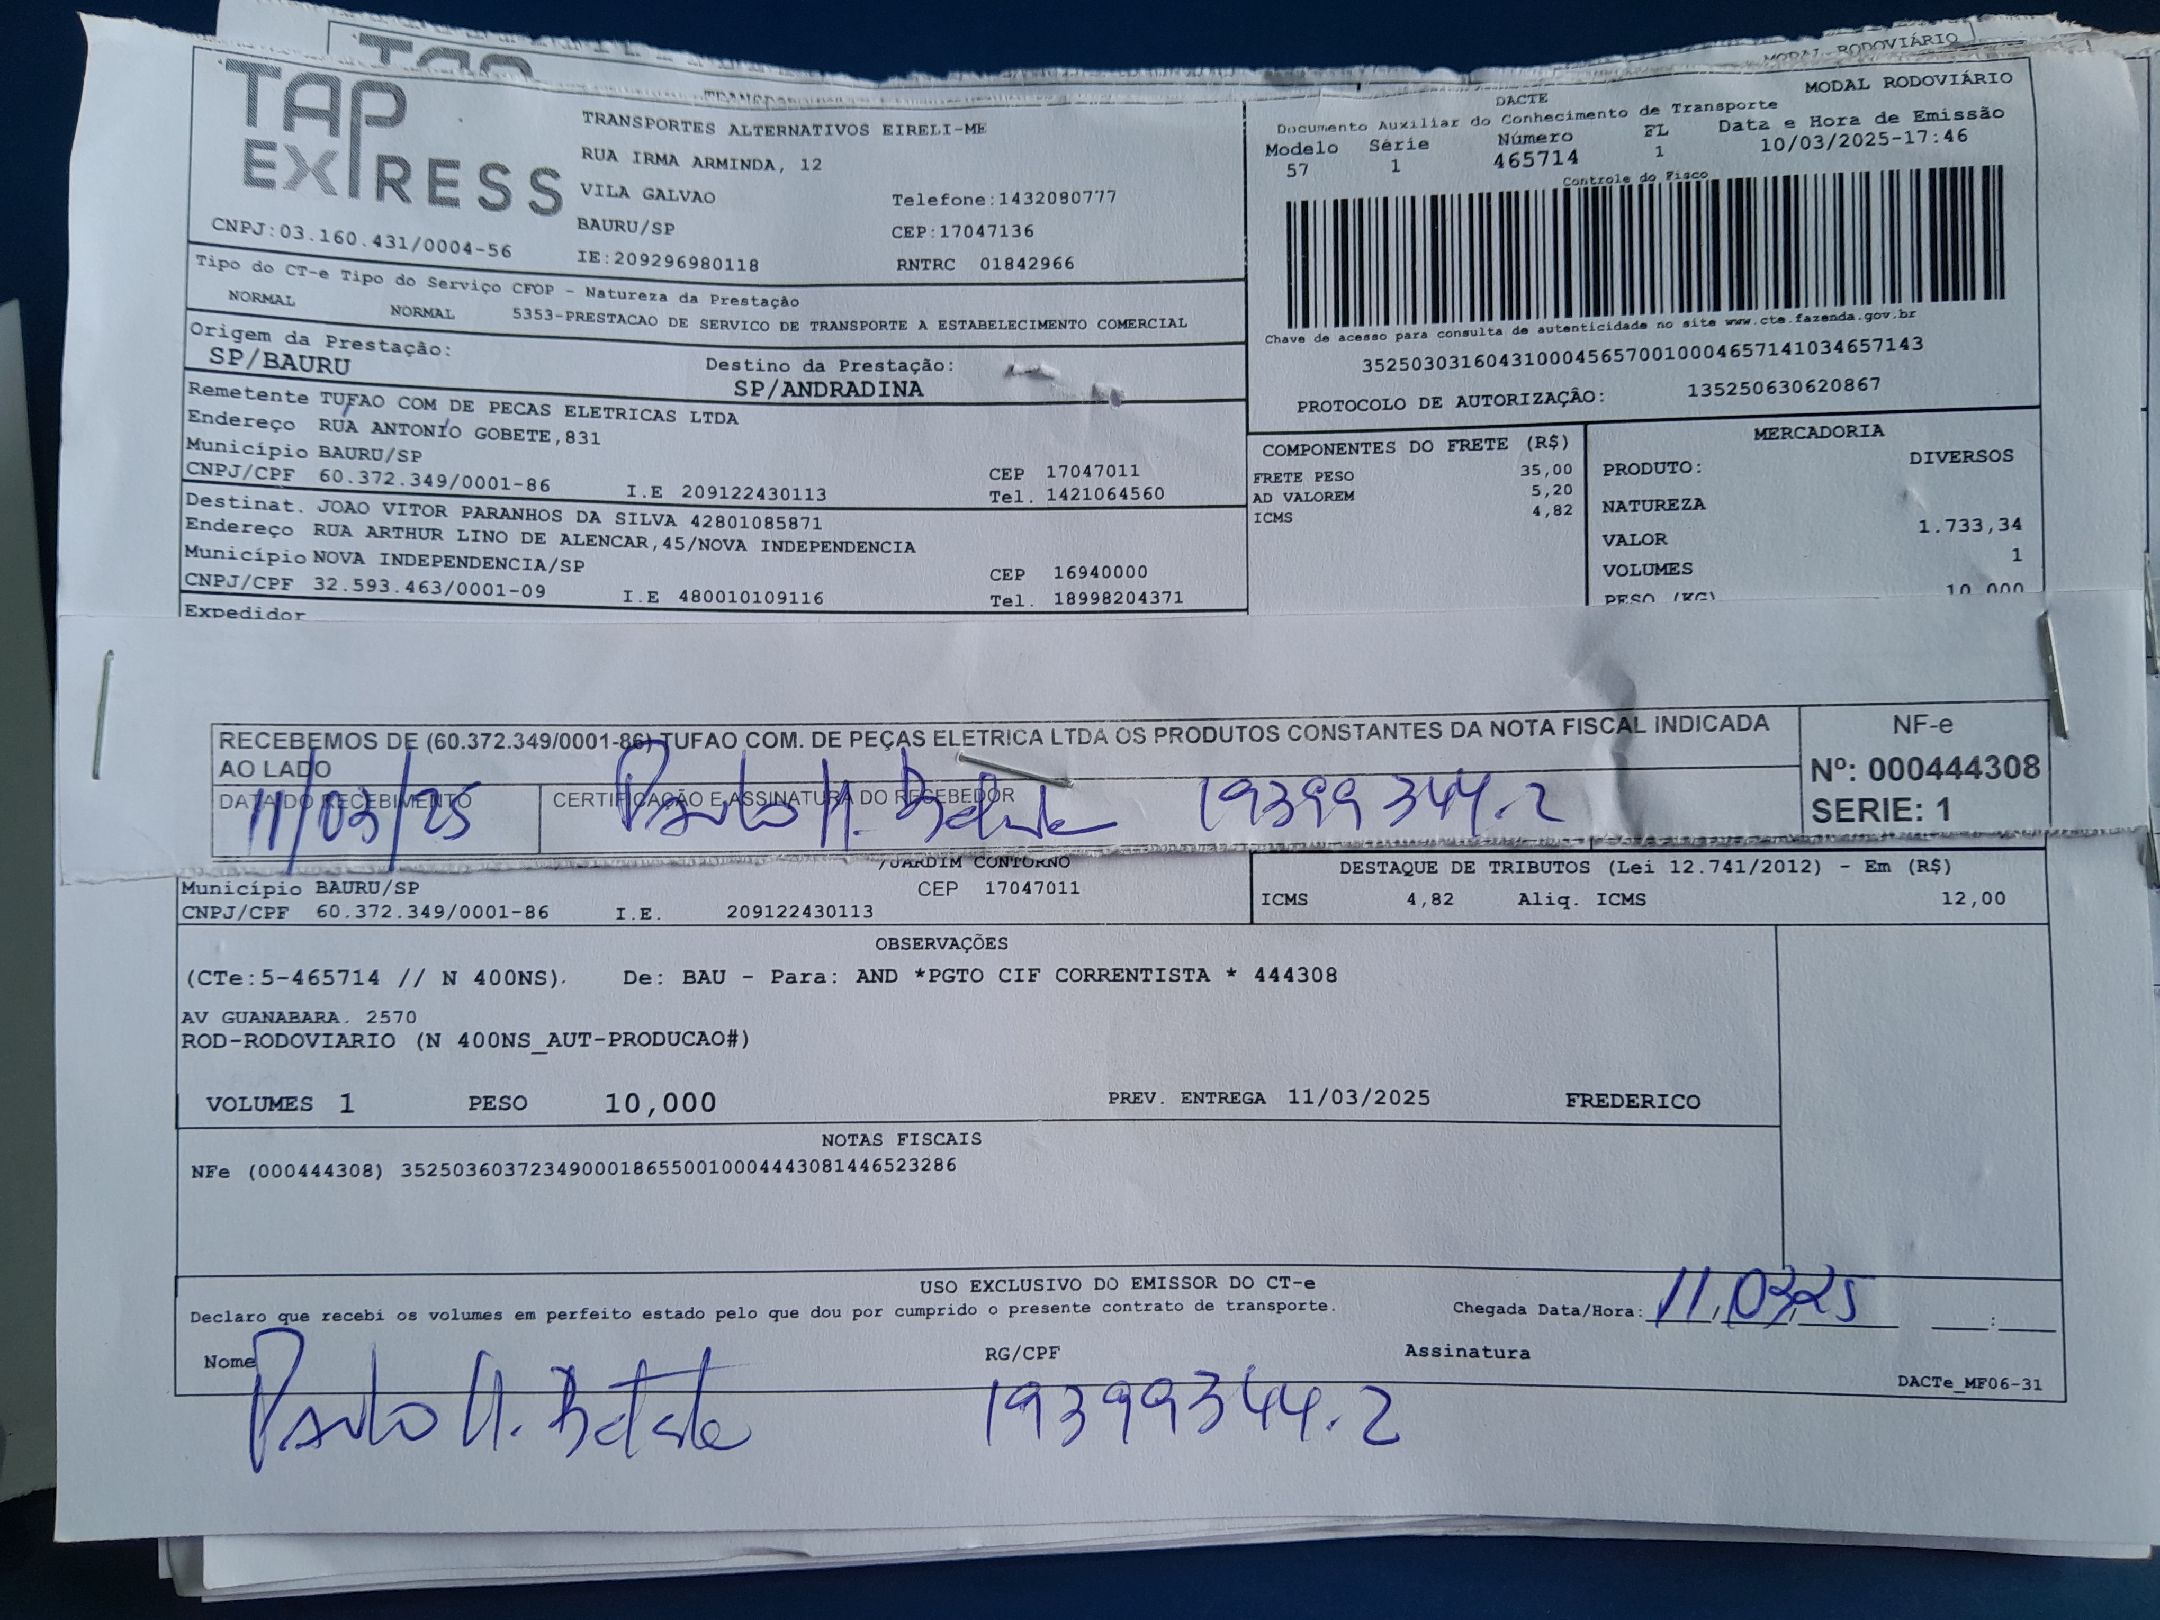 MODAL RODOVIÁRIO
TAP
EXPRESS
CNPJ:03.160.431/0004-56
TRANSPORTES ALTERNATIVOS EIRELI-ME
RUA IRMA ARMINDA, 12
VILA GALVAO
Telefone:1432080777
BAURU/SP
CEP:17047136
IE:209296980118
RNTRC 01842966
MODAL RODOVIÁRIO
DACTE
Documento Auxiliar do Conhecimento de Transporte
Modelo Série Número FL Data e Hora de Emissão
57 1 465714 1 10/03/2025-17:46
Controle do Fisco
Chave de acesso para consulta de autenticidade no site www.cte.fazenda.gov.br
35250303160431000456570010004657141034657143
PROTOCOLO DE AUTORIZAÇÂO: 135250630620867
Tipo do CT-e Tipo do Serviço CFOP - Natureza da Prestação
NORMAL NORMAL 5353-PRESTACAO DE SERVICO DE TRANSPORTE A ESTABELECIMENTO COMERCIAL
Origem da Prestação: Destino da Prestação:
SP/BAURU SP/ANDRADINA
Remetente TUFAO COM DE PECAS ELETRICAS LTDA
Endereço RUA ANTONIO GOBETE,831
Município BAURU/SP CEP 17047011
CNPJ/CPF 60.372.349/0001-86 I.E 209122430113 Tel. 1421064560
Destinat. JOAO VITOR PARANHOS DA SILVA 42801085871
Endereço RUA ARTHUR LINO DE ALENCAR,45/NOVA INDEPENDENCIA
Município NOVA INDEPENDENCIA/SP CEP 16940000
CNPJ/CPF 32.593.463/0001-09 I.E 480010109116 Tel. 18998204371
Expedidor
COMPONENTES DO FRETE (R$)
FRETE PESO 35,00
AD VALOREM 5,20
ICMS 4,82
MERCADORIA
PRODUTO: DIVERSOS
NATUREZA
VALOR 1.733,34
VOLUMES 1
PESO (KG) 10,000
RECEBEMOS DE (60.372.349/0001-86) TUFAO COM. DE PEÇAS ELETRICA LTDA OS PRODUTOS CONSTANTES DA NOTA FISCAL INDICADA
AO LADO
DATA DO RECEBIMENTO
11/03/25
CERTIFICAÇÃO E ASSINATURA DO RECEBEDOR
Paulo H. 19399344.2
NF-e
Nº: 000444308
SERIE: 1
/JARDIM CONTORNO
Município BAURU/SP CEP 17047011
CNPJ/CPF 60.372.349/0001-86 I.E. 209122430113
DESTAQUE DE TRIBUTOS (Lei 12.741/2012) - Em (R$)
ICMS 4,82 Aliq. ICMS 12,00
OBSERVAÇÕES
(CTe:5-465714 // N 400NS). De: BAU - Para: AND *PGTO CIF CORRENTISTA * 444308
AV GUANABARA. 2570
ROD-RODOVIARIO (N 400NS_AUT-PRODUCAO#)
VOLUMES 1 PESO 10,000 PREV. ENTREGA 11/03/2025 FREDERICO
NOTAS FISCAIS
NFe (000444308) 35250360372349000186550010004443081446523286
USO EXCLUSIVO DO EMISSOR DO CT-e
Declaro que recebi os volumes em perfeito estado pelo que dou por cumprido o presente contrato de transporte. Chegada Data/Hora: 11,03,25 :
Nome RG/CPF Assinatura
DACTe_MF06-31
Paulo H. 19399344.2